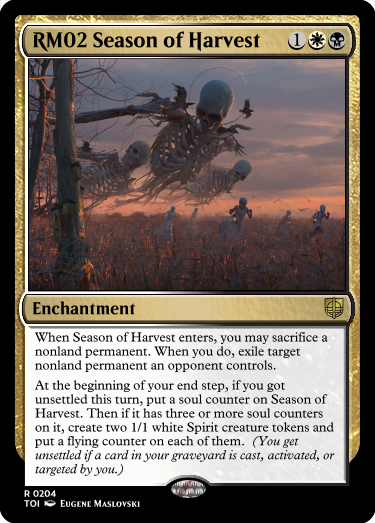 RM02 Season of Harvest 1
Enchantment
When Season of Harvest enters, you may sacrifice a
nonland permanent. When you do, exile target
nonland permanent an opponent controls.
At the beginning of your end step, if you got
unsettled this turn, put a soul counter on Season of
Harvest. Then if it has three or more soul counters
on it, create two 1/1 white Spirit creature tokens and
put a flying counter on each of them. (You get
unsettled if a card in your graveyard is cast, activated, or
targeted by you.)
R 0204
TOI Eugene Maslovski